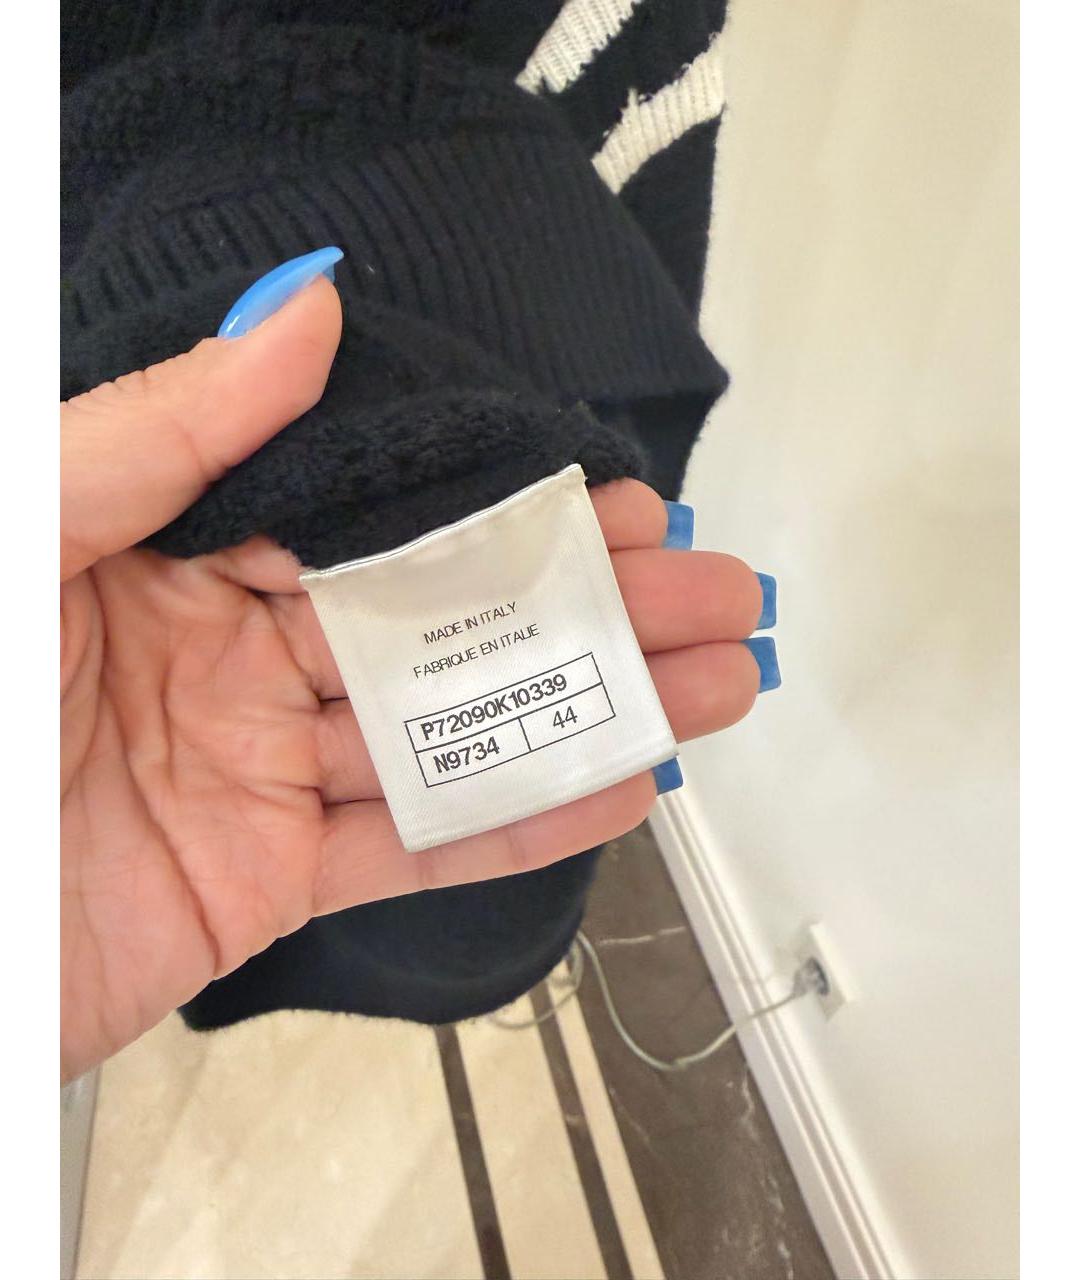 MADE IN ITALY
FABRIQUE EN ITALIE
P72090K10339
N9734 44